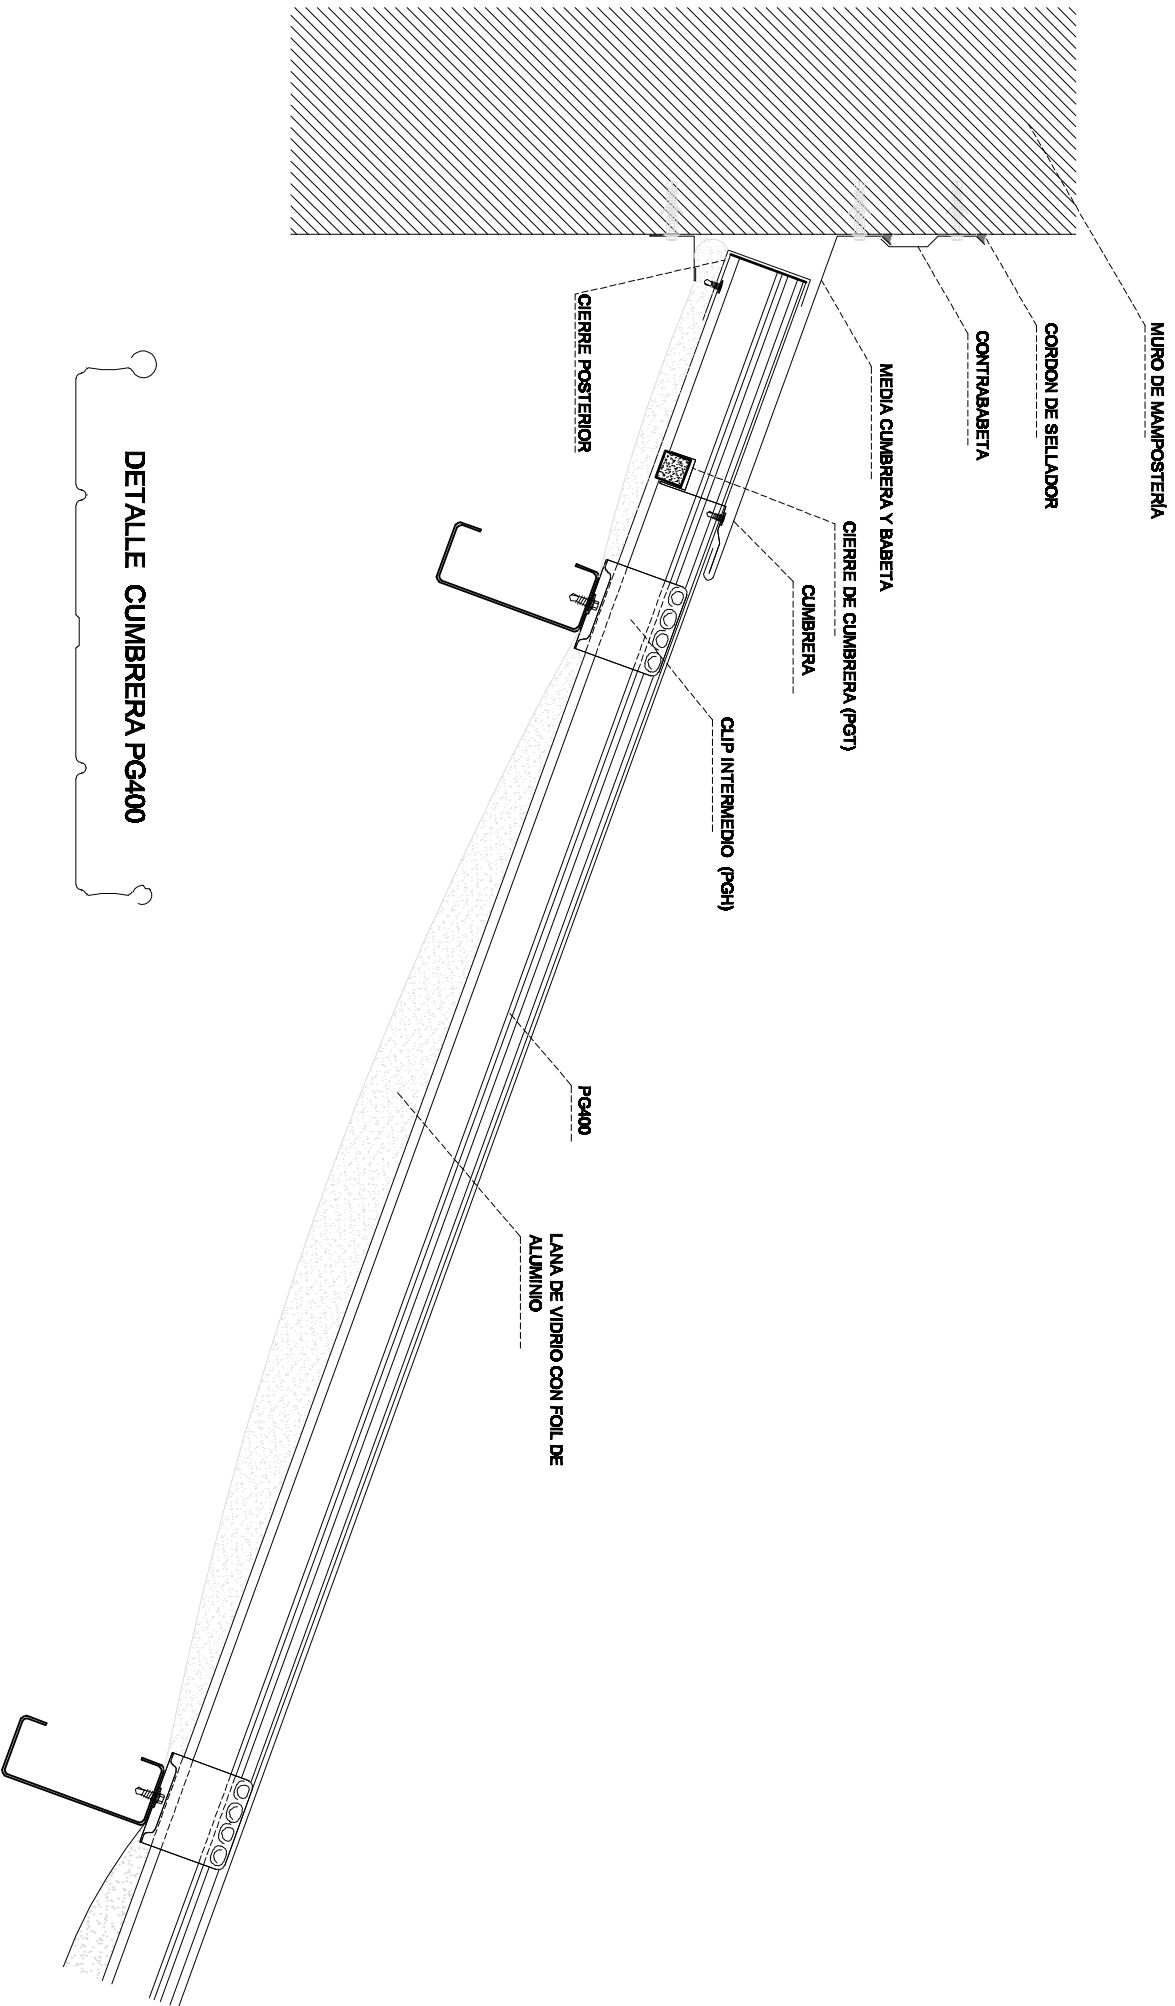 MURO DE MAMPOSTERÍA
CORDON DE SELLADOR
CONTRABABETA
MEDIA CUMBRERA Y BABETA
CIERRE DE CUMBRERA (PGT)
CUMBRERA
CLIP INTERMEDIO (PGH)
CIERRE POSTERIOR
PG400
LANA DE VIDRIO CON FOIL DE
ALUMINIO
DETALLE CUMBRERA PG400